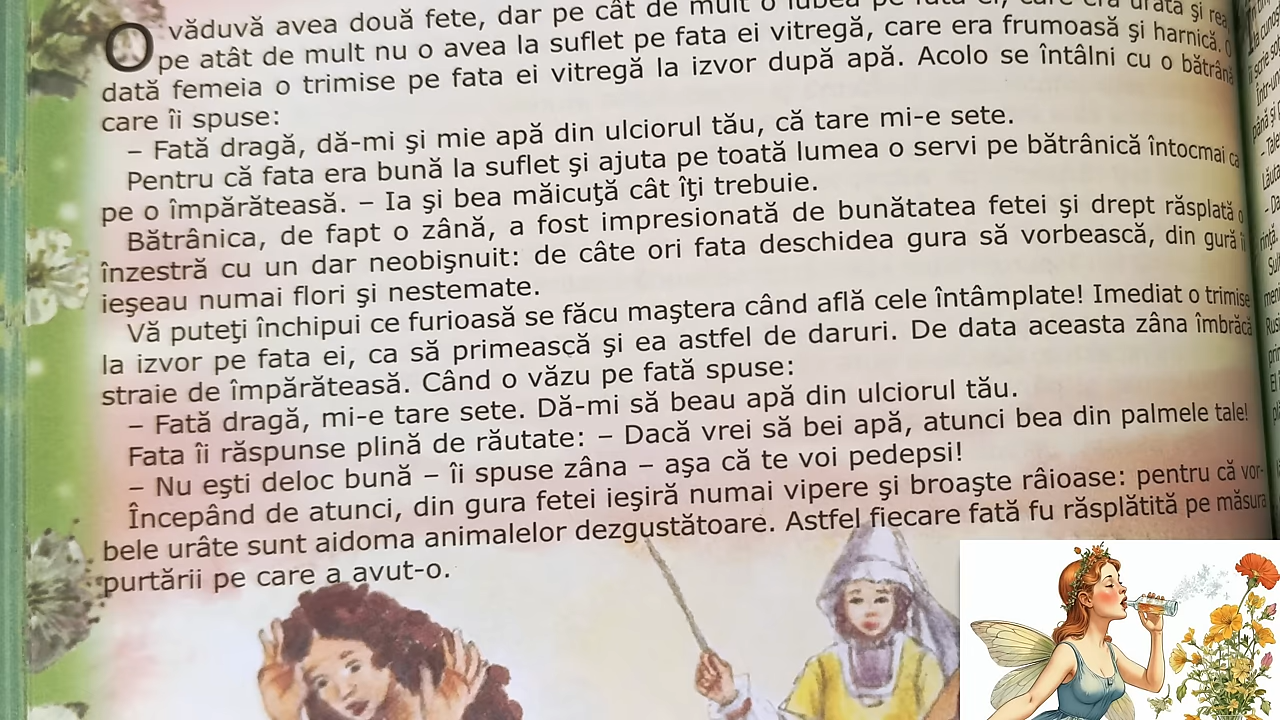 O văduvă avea două fete, dar pe cât de mult o iubea pe fata ei, care era urâtă şi rea
pe atât de mult nu o avea la suflet pe fata ei vitregă, care era frumoasă şi harnică. O
dată femeia o trimise pe fata ei vitregă la izvor după apă. Acolo se întâlni cu o bătrână
care îi spuse:
– Fată dragă, dă-mi şi mie apă din ulciorul tău, că tare mi-e sete.
Pentru că fata era bună la suflet şi ajuta pe toată lumea o servi pe bătrânică întocmai ca
pe o împărăteasă. – Ia şi bea măicuţă cât îţi trebuie.
Bătrânica, de fapt o zână, a fost impresionată de bunătatea fetei şi drept răsplată o
înzestră cu un dar neobişnuit: de câte ori fata deschidea gura să vorbească, din gură îi
ieşeau numai flori şi nestemate.
Vă puteţi închipui ce furioasă se făcu maştera când află cele întâmplate! Imediat o trimise
la izvor pe fata ei, ca să primească şi ea astfel de daruri. De data aceasta zâna îmbrăcă
straie de împărăteasă. Când o văzu pe fată spuse:
– Fată dragă, mi-e tare sete. Dă-mi să beau apă din ulciorul tău.
Fata îi răspunse plină de răutate: – Dacă vrei să bei apă, atunci bea din palmele tale!
– Nu eşti deloc bună – îi spuse zâna – aşa că te voi pedepsi!
Începând de atunci, din gura fetei ieşiră numai vipere şi broaşte râioase: pentru că vor-
bele urâte sunt aidoma animalelor dezgustătoare. Astfel fiecare fată fu răsplătită pe măsura
purtării pe care a avut-o.